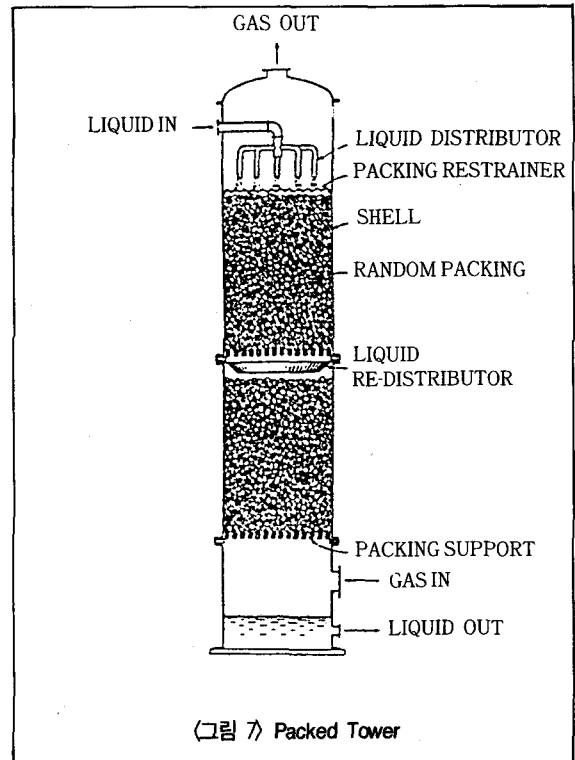 GAS OUT
LIQUID IN
LIQUID DISTRIBUTOR
PACKING RESTRAINER
SHELL
RANDOM PACKING
LIQUID
RE-DISTRIBUTOR
PACKING SUPPORT
GAS IN
LIQUID OUT
〈그림 7〉 Packed Tower